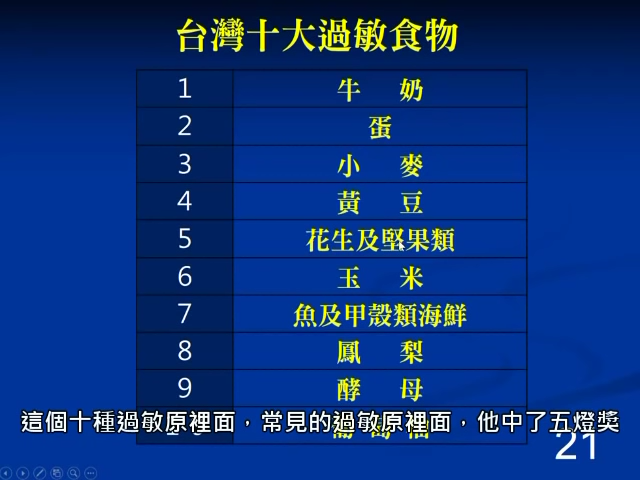 台灣十大過敏食物
1 牛 奶
2 蛋
3 小 麥
4 黃 豆
5 花生及堅果類
6 玉 米
7 魚及甲殼類海鮮
8 鳳 梨
9 酵 母
這個十種過敏原裡面，常見的過敏原裡面，他中了五燈獎
21